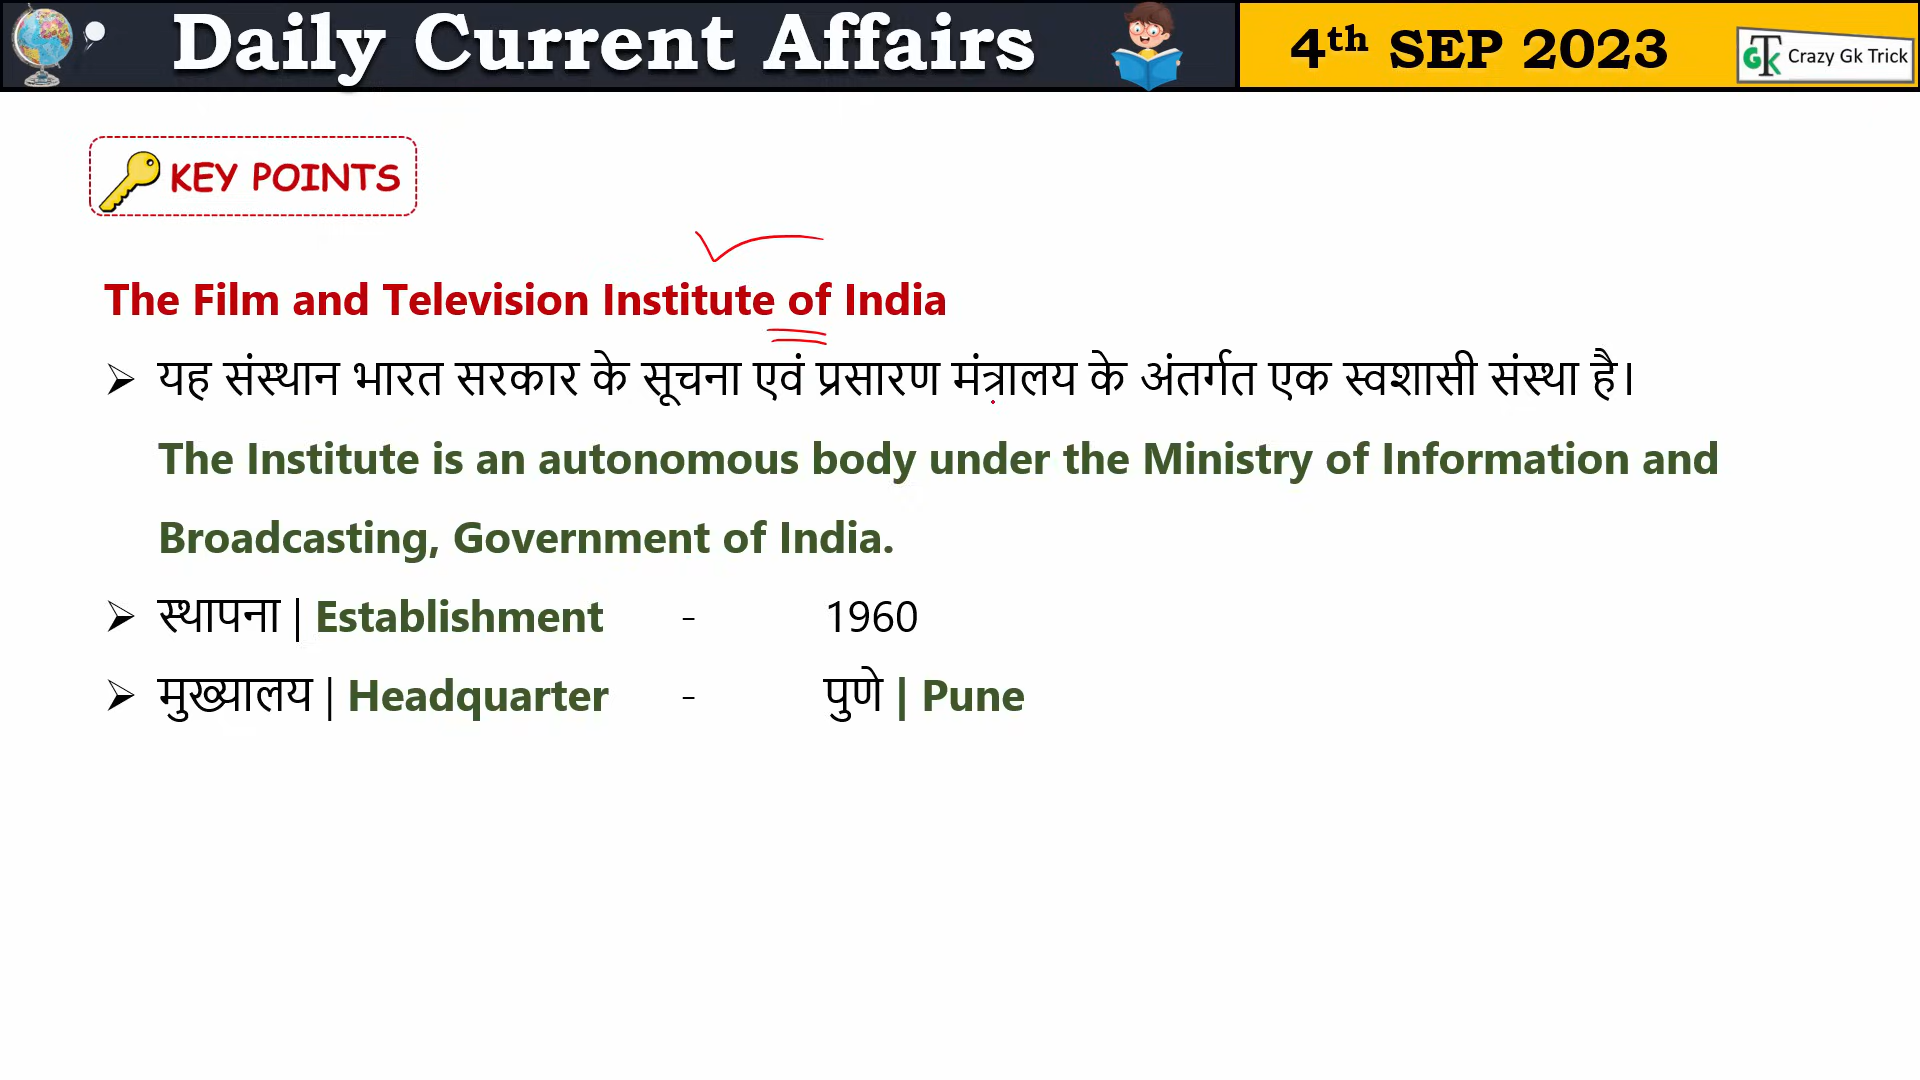 Daily Current Affairs
4th SEP 2023
GTK Crazy Gk Trick
KEY POINTS
The Film and Television Institute of India
➢ यह संस्थान भारत सरकार के सूचना एवं प्रसारण मंत्रालय के अंतर्गत एक स्वशासी संस्था है।
The Institute is an autonomous body under the Ministry of Information and
Broadcasting, Government of India.
➢ स्थापना | Establishment - 1960
➢ मुख्यालय | Headquarter - पुणे | Pune